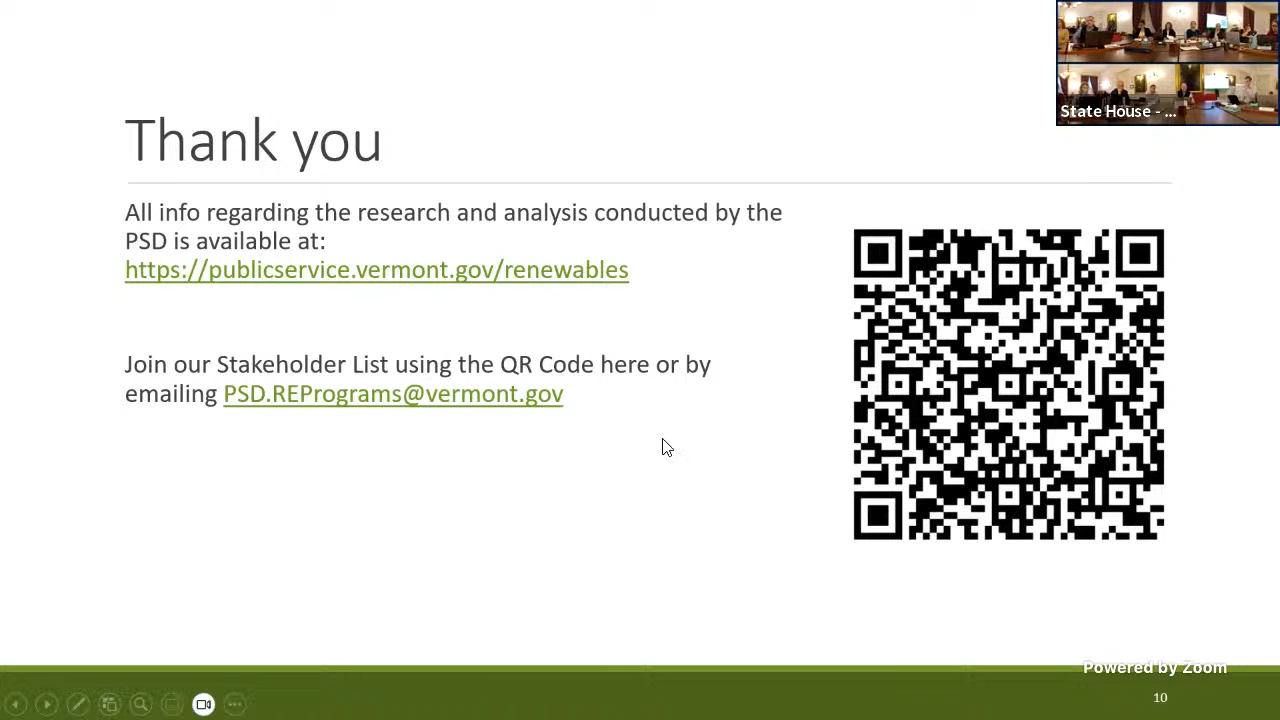 State House - ...
Thank you
All info regarding the research and analysis conducted by the
PSD is available at:
https://publicservice.vermont.gov/renewables
Join our Stakeholder List using the QR Code here or by
emailing PSD.REPrograms@vermont.gov
Powered by Zoom
10